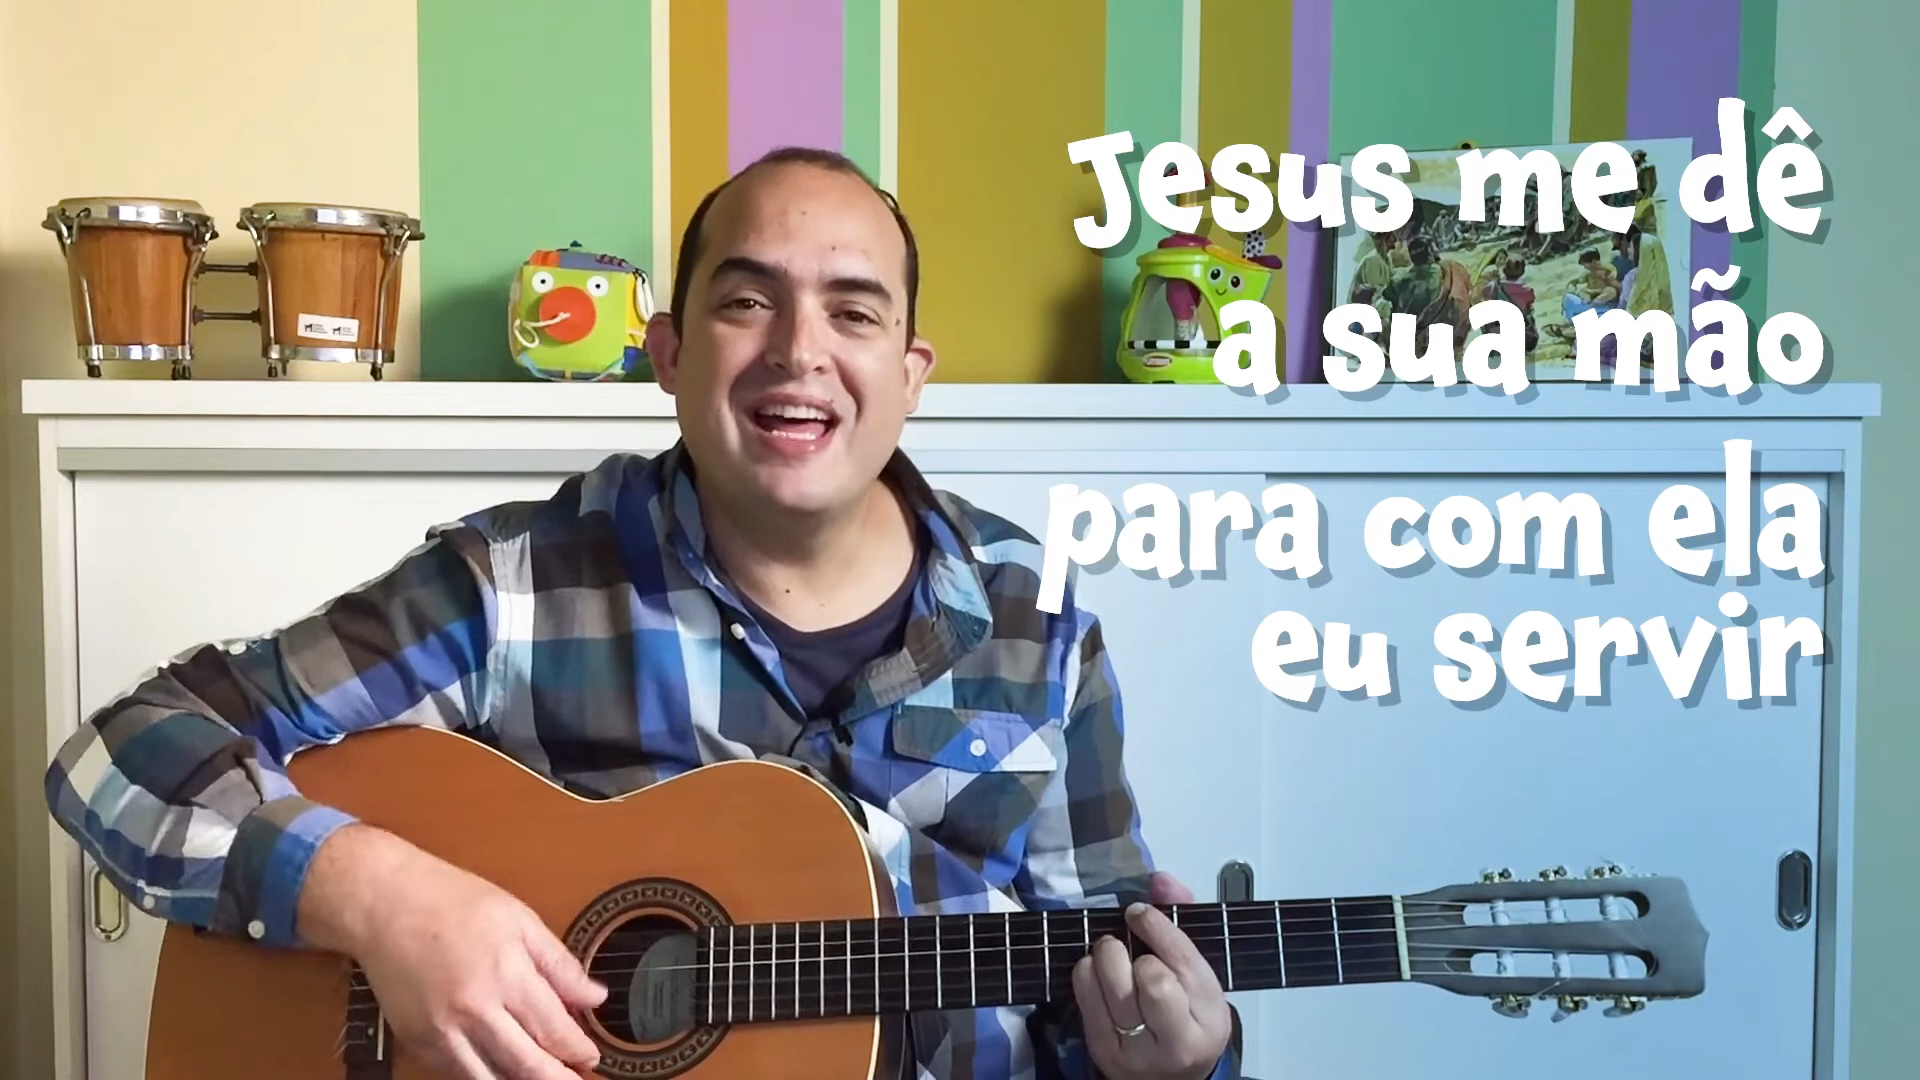 Jesus me dê
a sua mão
para com ela
eu servir